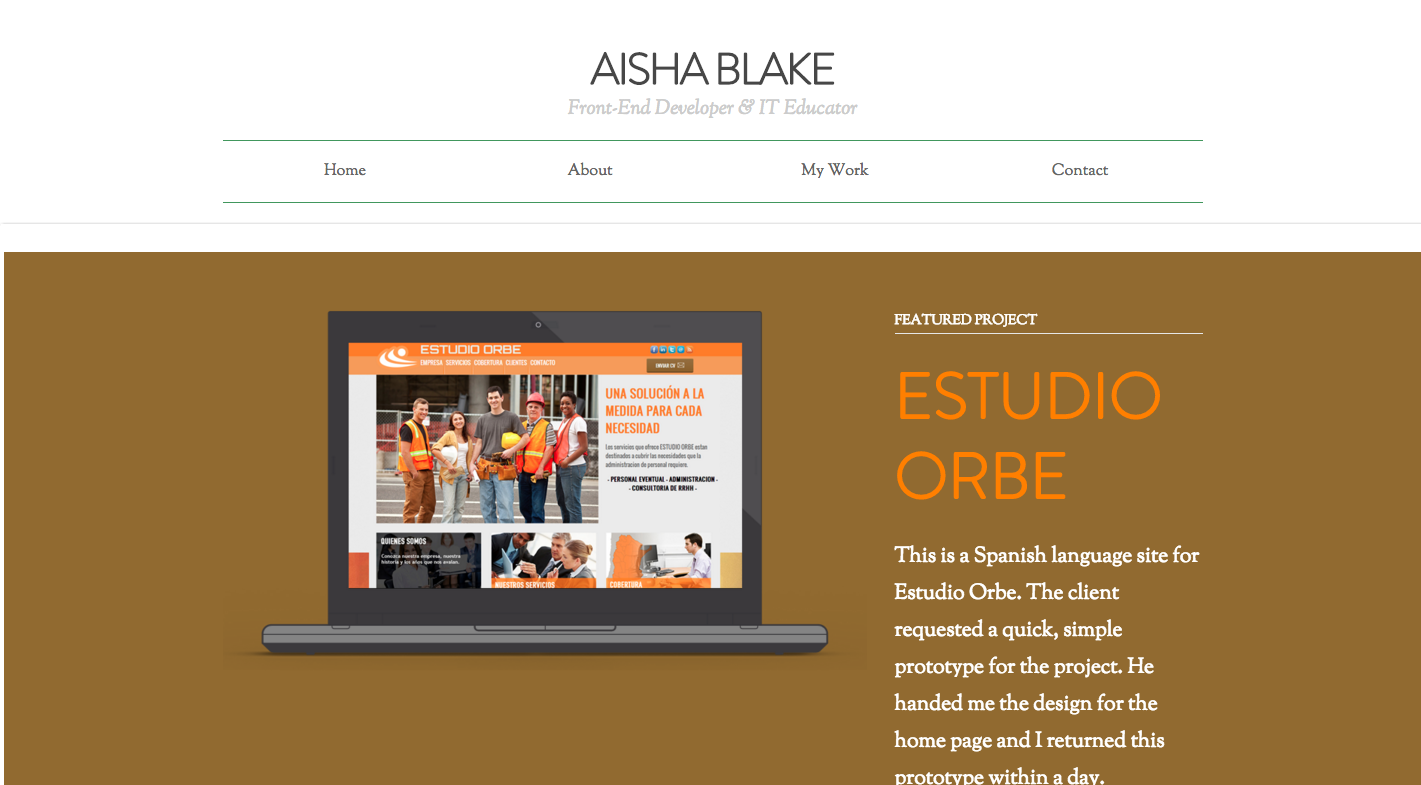 AISHA BLAKE
Front-End Developer & IT Educator
Home About My Work Contact
ESTUDIO ORBE
EMPRESA SERVICIOS COBERTURA CLIENTES CONTACTO
ENVIAR CV
UNA SOLUCIÓN A LA
MEDIDA PARA CADA
NECESIDAD
Los servicios que ofrece ESTUDIO ORBE estan
destinados a cubrir las necesidades que la
administracion de personal requiere.
- PERSONAL EVENTUAL - ADMINISTRACION -
- CONSULTORIA DE RRHH -
QUIENES SOMOS
Conozca nuestra empresa, nuestra
historia y los años que nos avalan.
NUESTROS SERVICIOS
COBERTURA
FEATURED PROJECT
ESTUDIO
ORBE
This is a Spanish language site for
Estudio Orbe. The client
requested a quick, simple
prototype for the project. He
handed me the design for the
home page and I returned this
prototype within a day.